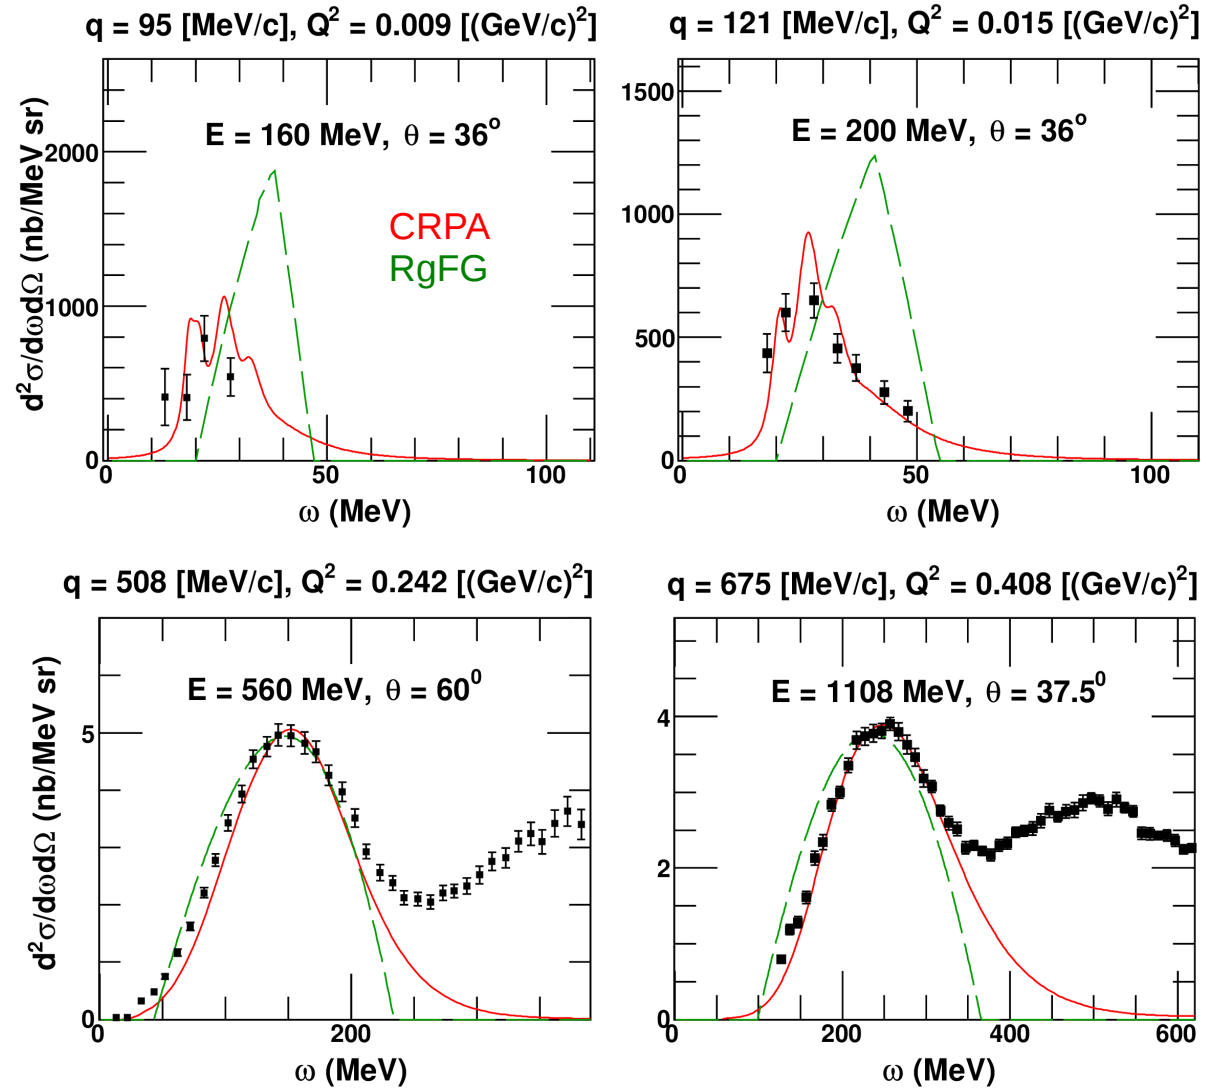 q = 95 [MeV/c], Q² = 0.009 [(GeV/c)²]
d²σ/dωdΩ (nb/MeV sr)
E = 160 MeV, θ = 36°
CRPA
RgFG
2000
1000
0
0 50 100
ω (MeV)
q = 121 [MeV/c], Q² = 0.015 [(GeV/c)²]
E = 200 MeV, θ = 36°
1500
1000
500
0
0 50 100
ω (MeV)
q = 508 [MeV/c], Q² = 0.242 [(GeV/c)²]
d²σ/dωdΩ (nb/MeV sr)
E = 560 MeV, θ = 60⁰
5
0
0 200
ω (MeV)
q = 675 [MeV/c], Q² = 0.408 [(GeV/c)²]
E = 1108 MeV, θ = 37.5⁰
4
2
0
0 200 400 600
ω (MeV)